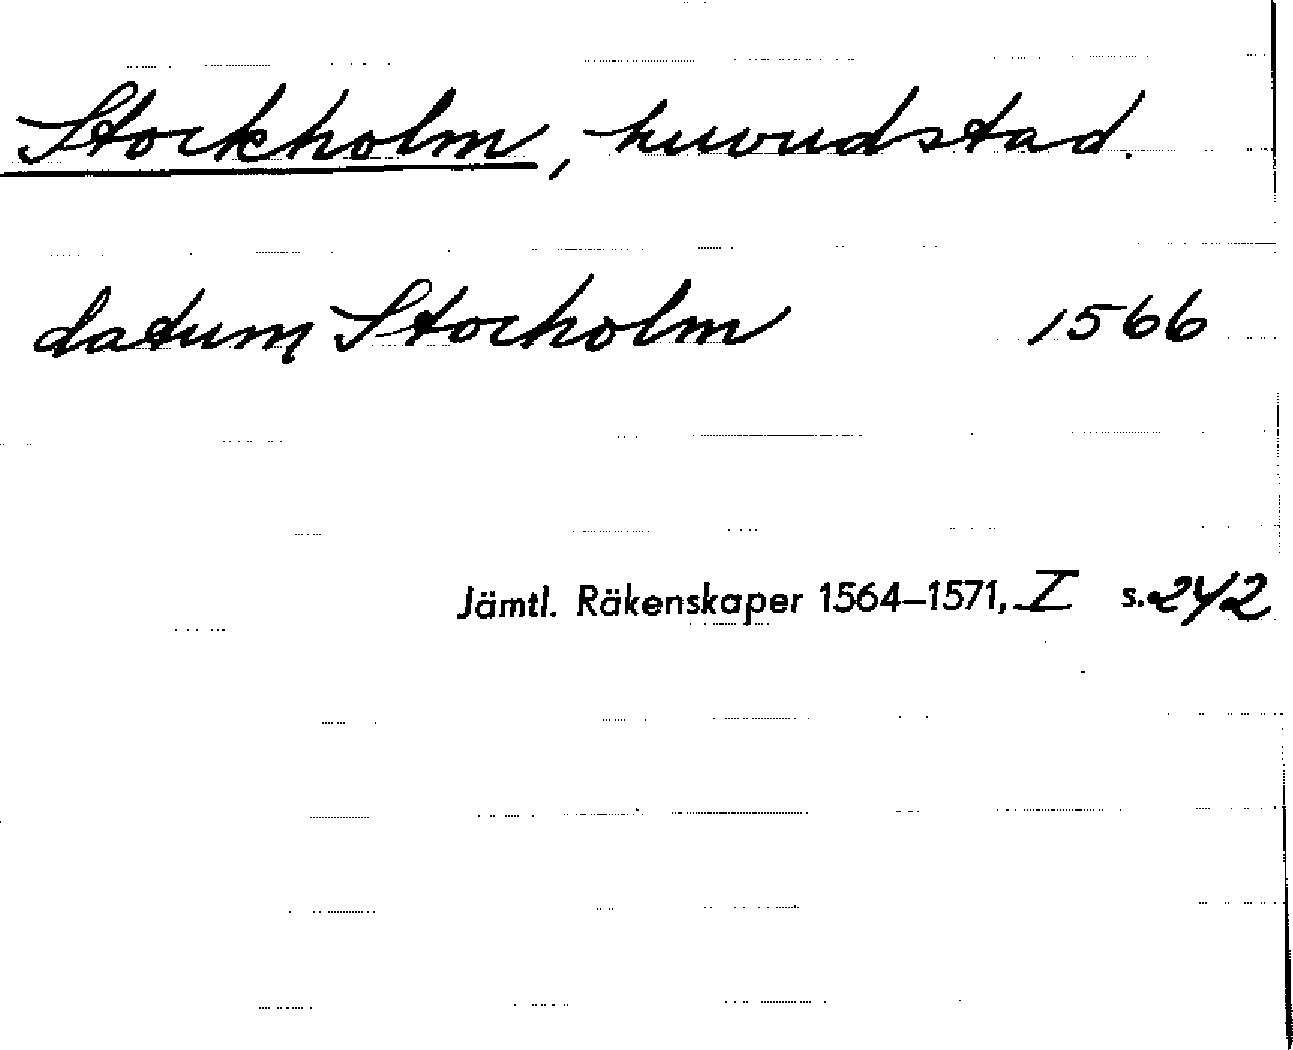 Stockholm, huvudstad.
datum Stocholm 1566
Jämtl. Räkenskaper 1564–1571, I s. 242